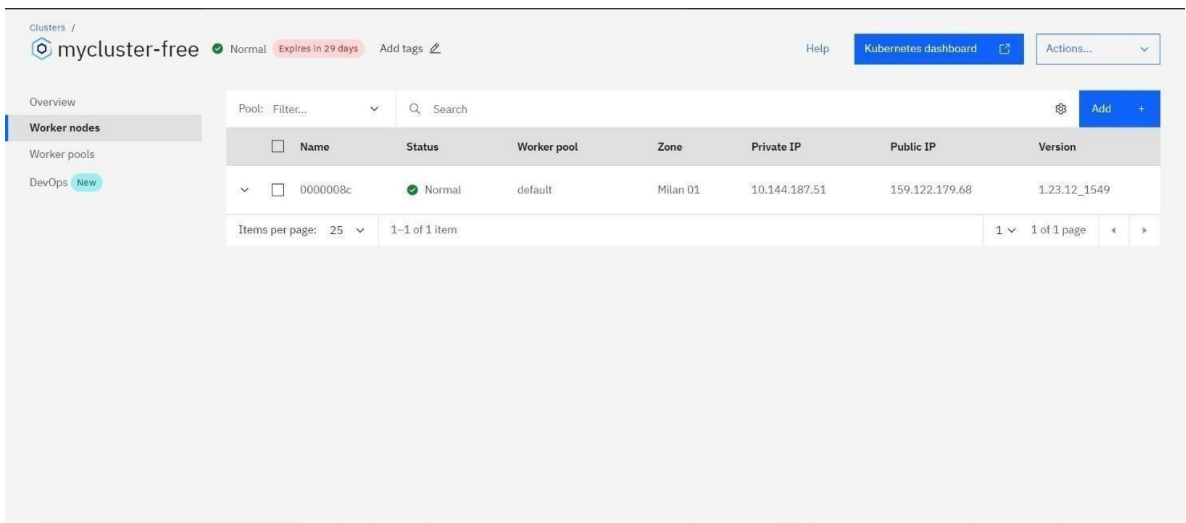 Clusters /
mycluster-free Normal Expires in 29 days Add tags Help Kubernetes dashboard Actions...
Overview
Worker nodes
Worker pools
DevOps New
Pool: Filter... Search Add +
Name Status Worker pool Zone Private IP Public IP Version
0000008c Normal default Milan 01 10.144.187.51 159.122.179.68 1.23.12_1549
Items per page: 25 1–1 of 1 item 1 1 of 1 page